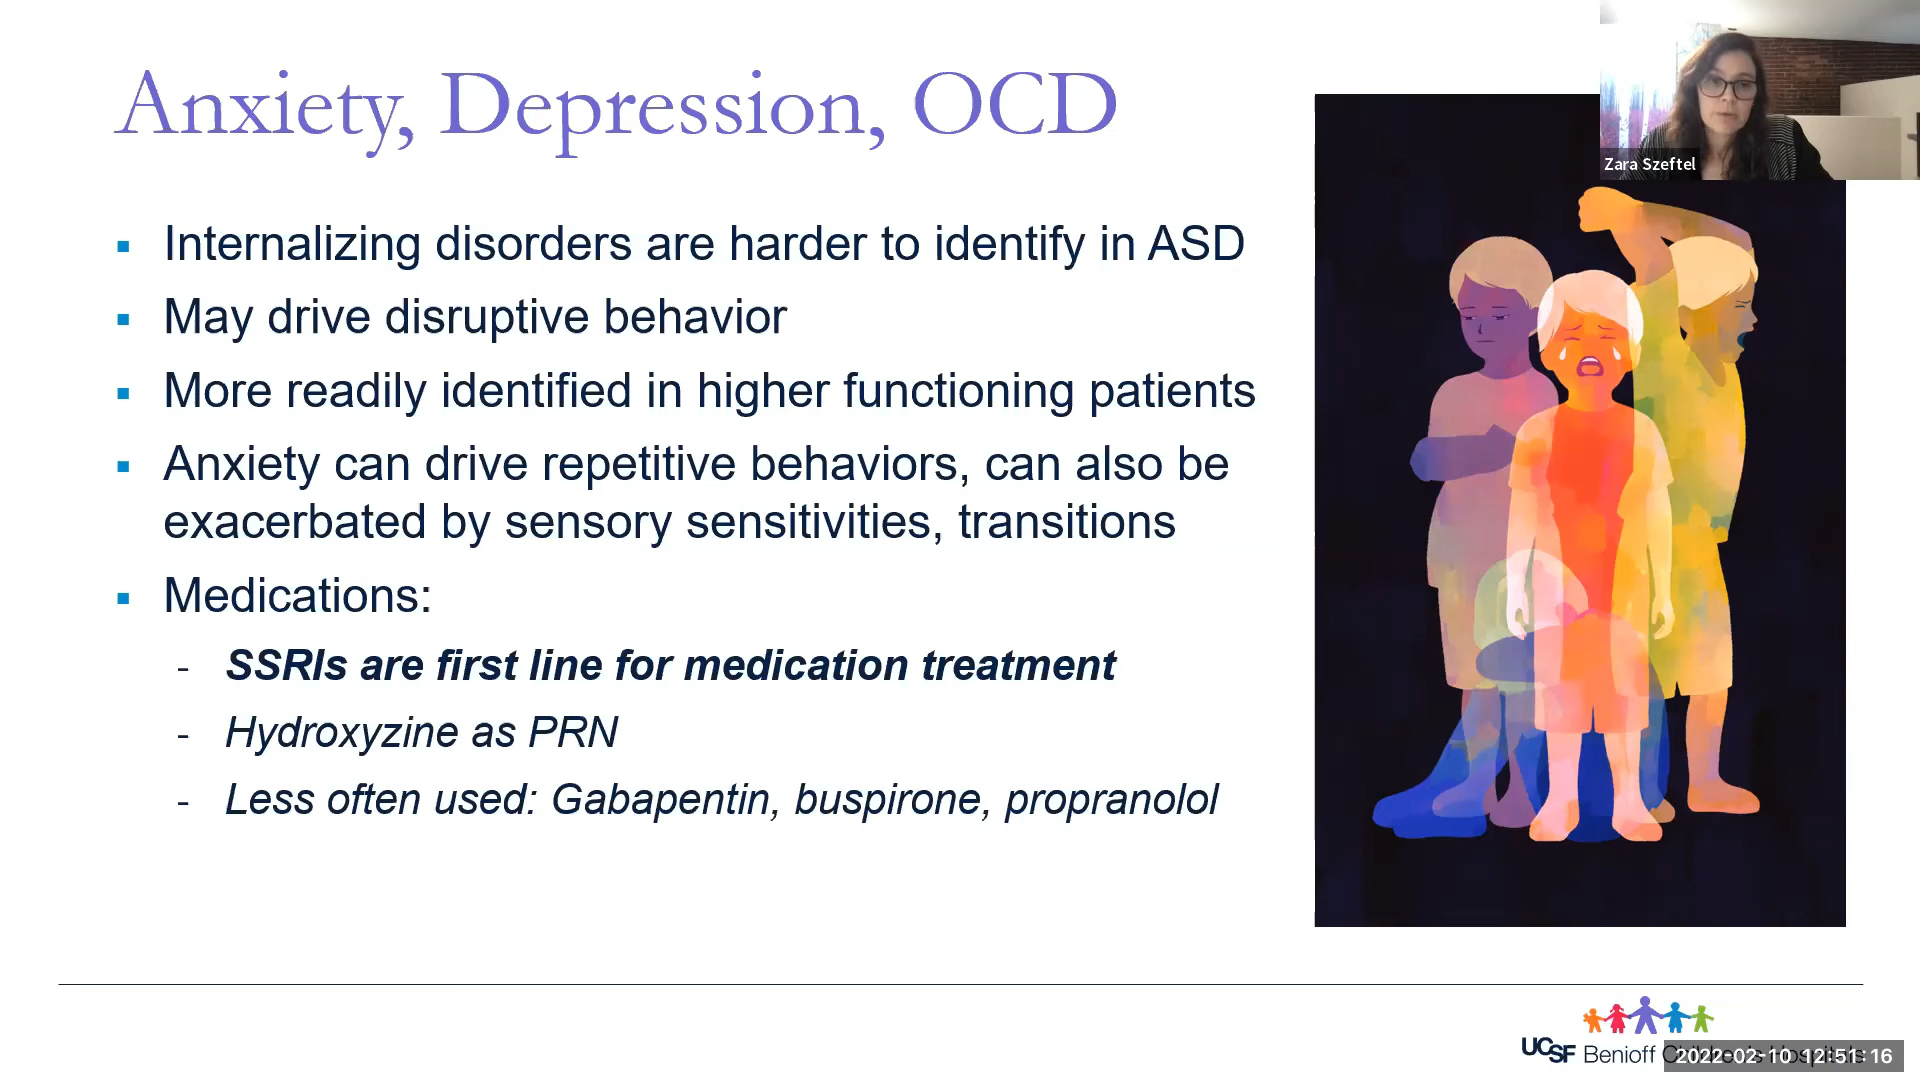 Anxiety, Depression, OCD
Zara Szeftel
Internalizing disorders are harder to identify in ASD
May drive disruptive behavior
More readily identified in higher functioning patients
Anxiety can drive repetitive behaviors, can also be
exacerbated by sensory sensitivities, transitions
Medications:
- SSRIs are first line for medication treatment
- Hydroxyzine as PRN
- Less often used: Gabapentin, buspirone, propranolol
UCSF Benioff Children's Hospitals
2022-02-10 12:51:16